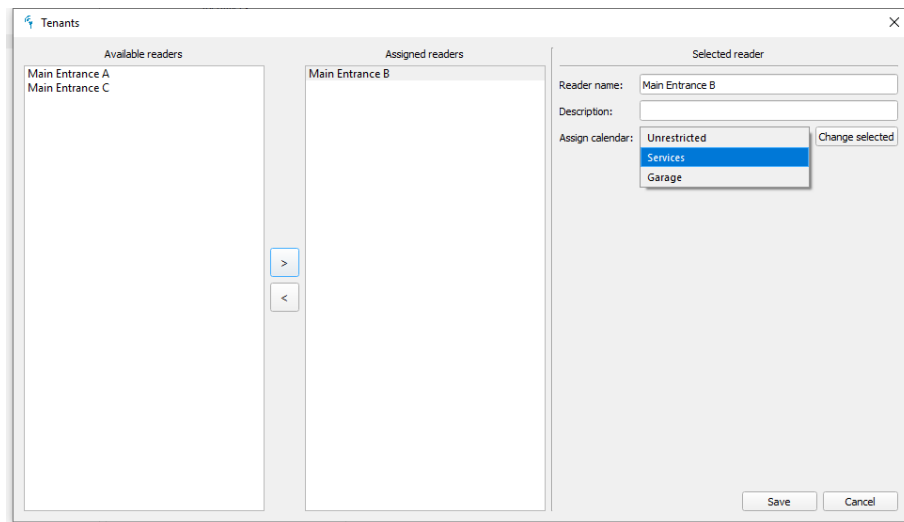 Tenants
Available readers
Main Entrance A
Main Entrance C
>
<
Assigned readers
Main Entrance B
Selected reader
Reader name: Main Entrance B
Description:
Assign calendar: Unrestricted Change selected
Services
Garage
Save Cancel